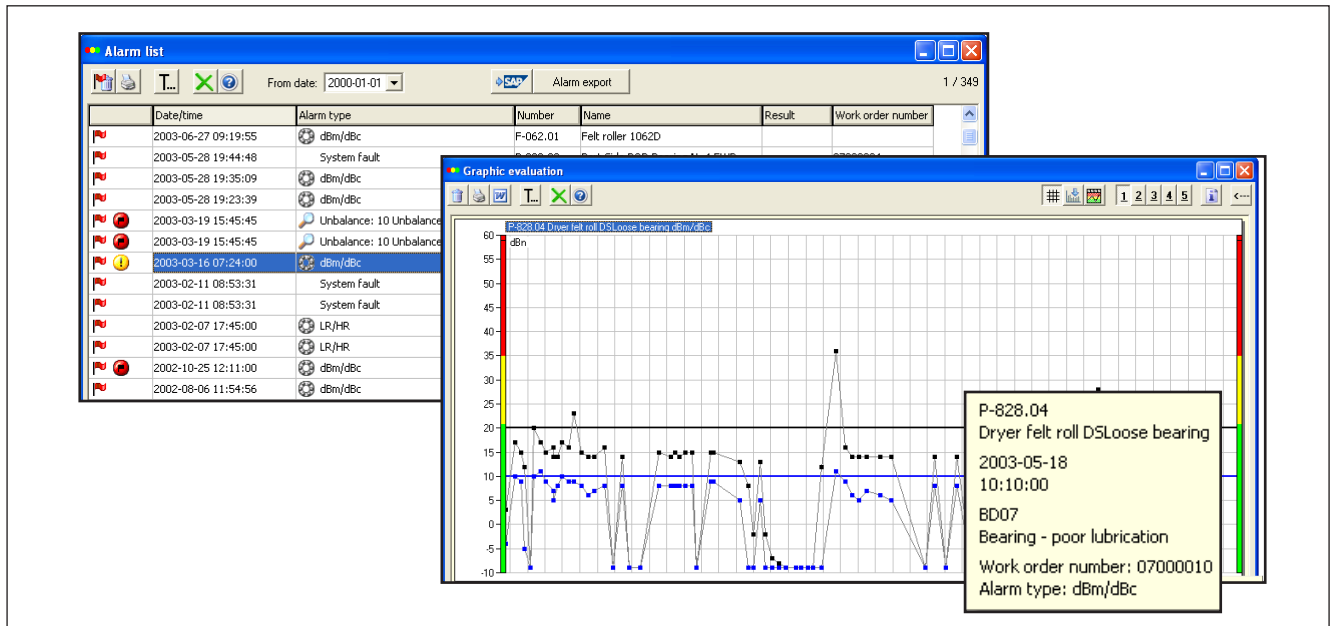 Alarm list
T... From date: 2000-01-01 SAP Alarm export 1 / 349
Date/time Alarm type Number Name Result Work order number
2003-06-27 09:19:55 dBm/dBc F-062.01 Felt roller 1062D
2003-05-28 19:44:48 System fault
2003-05-28 19:35:09 dBm/dBc
2003-05-28 19:23:39 dBm/dBc
2003-03-19 15:45:45 Unbalance: 10 Unbalance
2003-03-19 15:45:45 Unbalance: 10 Unbalance
2003-03-16 07:24:00 dBm/dBc
2003-02-11 08:53:31 System fault
2003-02-11 08:53:31 System fault
2003-02-07 17:45:00 LR/HR
2003-02-07 17:45:00 LR/HR
2002-10-25 12:11:00 dBm/dBc
2002-08-06 11:54:56 dBm/dBc
Graphic evaluation
W T... 1 2 3 4 5 <---
P-828.04 Dryer felt roll DSLoose bearing dBm/dBc
dBn
60
55
50
45
40
35
30
25
20
15
10
5
0
-5
-10
P-828.04
Dryer felt roll DSLoose bearing
2003-05-18
10:10:00
BD07
Bearing - poor lubrication
Work order number: 07000010
Alarm type: dBm/dBc